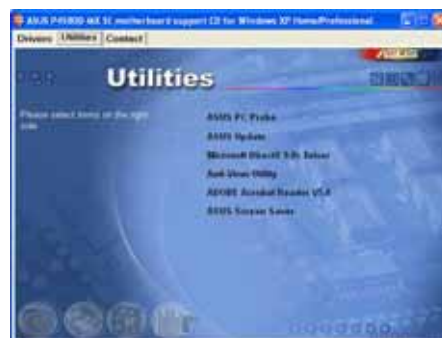 ASUS P4S800-MX SE motherboard support CD for Windows XP Home/Professional
Drivers Utilities Contact
Utilities
Please select items on the right side
ASUS PC Probe
ASUS Update
Microsoft DirectX 9.0c Driver
Anti-Virus Utility
ADOBE Acrobat Reader V5.0
ASUS Screen Saver